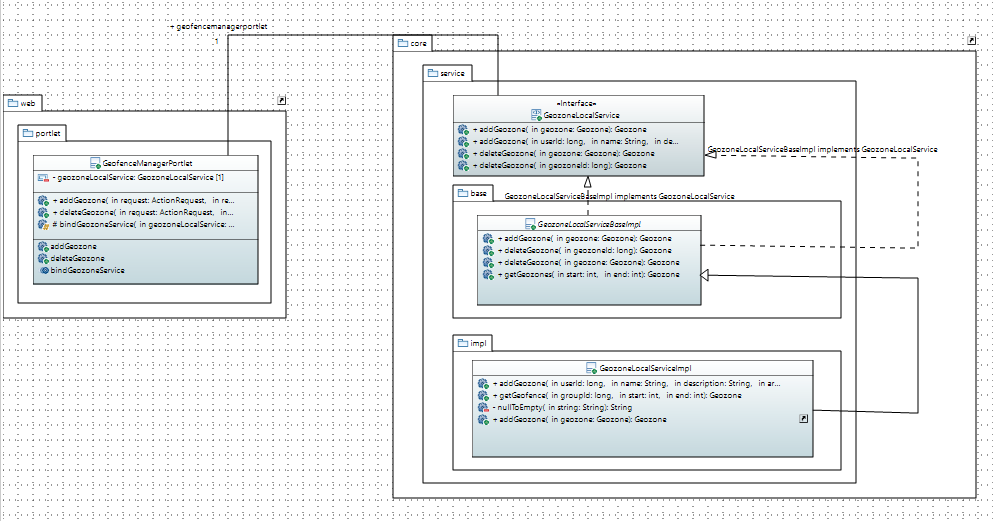 + geofencemanagerportlet
1
web
portlet
GeofenceManagerPortlet
- geozoneLocalService: GeozoneLocalService [1]
+ addGeozone( in request: ActionRequest, in re...
+ deleteGeozone( in request: ActionRequest, in...
# bindGeozoneService( in geozoneLocalService: ...
addGeozone
deleteGeozone
bindGeozoneService
core
service
«Interface»
GeozoneLocalService
+ addGeozone( in geozone: Geozone): Geozone
+ addGeozone( in userId: long, in name: String, in de...
+ deleteGeozone( in geozone: Geozone): Geozone
+ deleteGeozone( in geozoneId: long): Geozone
GeozoneLocalServiceBaseImpl implements GeozoneLocalService
base
GeozoneLocalServiceBaseImpl implements GeozoneLocalService
GeozoneLocalServiceBaseImpl
+ addGeozone( in geozone: Geozone): Geozone
+ deleteGeozone( in geozoneId: long): Geozone
+ deleteGeozone( in geozone: Geozone): Geozone
+ getGeozones( in start: int, in end: int): Geozone
impl
GeozoneLocalServiceImpl
+ addGeozone( in userId: long, in name: String, in description: String, in ar...
+ getGeofence( in groupId: long, in start: int, in end: int): Geozone
- nullToEmpty( in string: String): String
+ addGeozone( in geozone: Geozone): Geozone